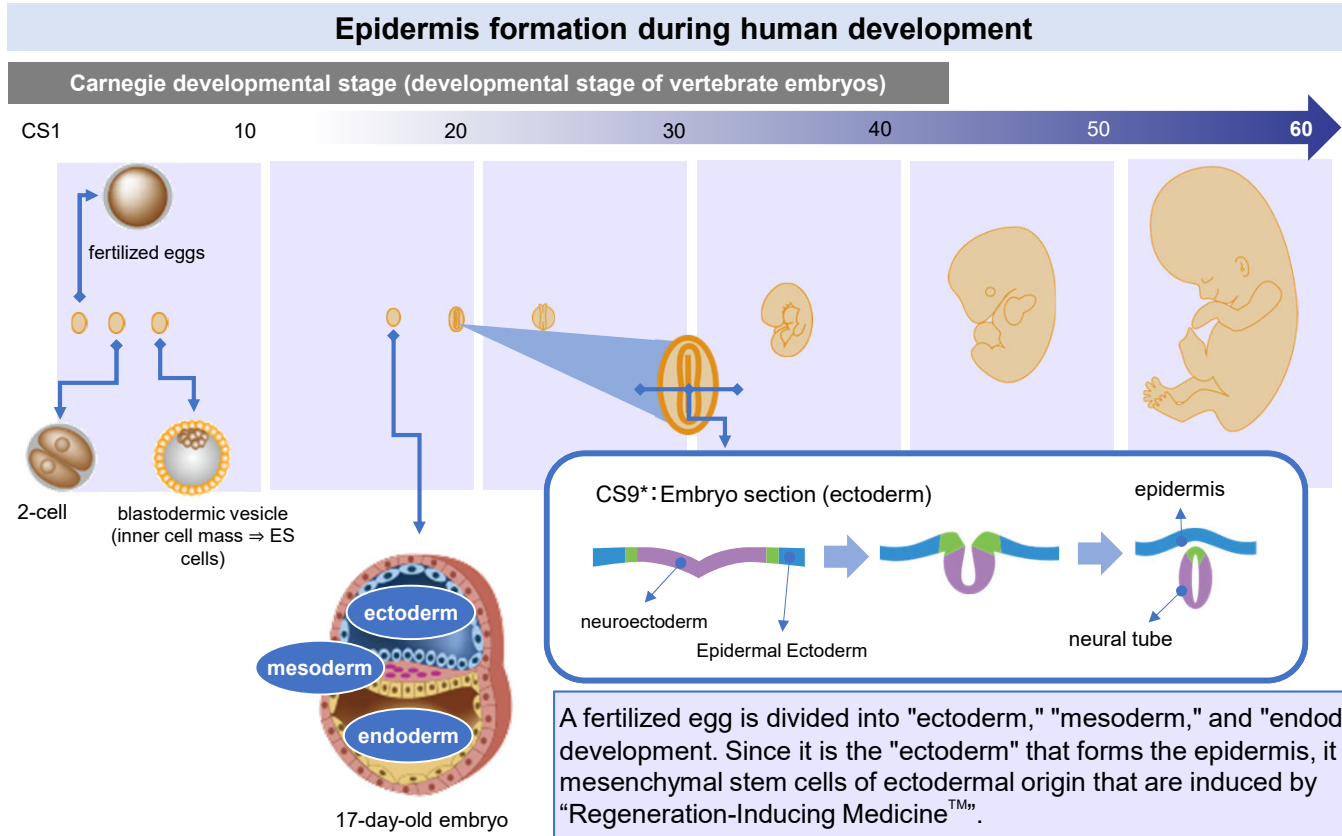 Epidermis formation during human development
Carnegie developmental stage (developmental stage of vertebrate embryos)
CS1 10 20 30 40 50 60
fertilized eggs
2-cell
blastodermic vesicle
(inner cell mass ⇒ ES
cells)
ectoderm
mesoderm
endoderm
17-day-old embryo
CS9*: Embryo section (ectoderm)
neuroectoderm
Epidermal Ectoderm
epidermis
neural tube
A fertilized egg is divided into "ectoderm," "mesoderm," and
development. Since it is the "ectoderm" that forms the epidermis, it
mesenchymal stem cells of ectodermal origin that are induced by
“Regeneration-Inducing Medicine™”.